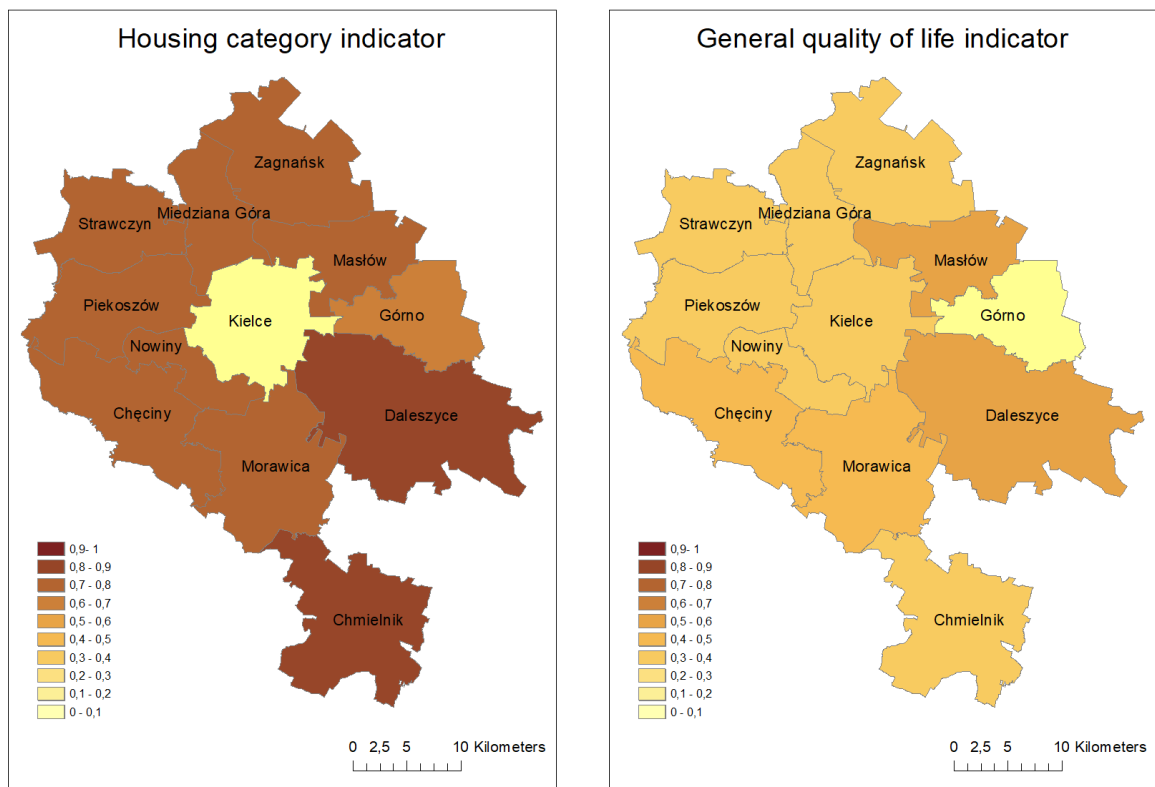 Housing category indicator
Zagnańsk
Miedziana Góra
Strawczyn
Masłów
Piekoszów
Kielce
Górno
Nowiny
Chęciny
Daleszyce
Morawica
Chmielnik
0,9- 1
0,8 - 0,9
0,7 - 0,8
0,6 - 0,7
0,5 - 0,6
0,4 - 0,5
0,3 - 0,4
0,2 - 0,3
0,1 - 0,2
0 - 0,1
0 2,5 5 10 Kilometers
General quality of life indicator
Zagnańsk
Miedziana Góra
Strawczyn
Masłów
Piekoszów
Kielce
Górno
Nowiny
Chęciny
Daleszyce
Morawica
Chmielnik
0,9- 1
0,8 - 0,9
0,7 - 0,8
0,6 - 0,7
0,5 - 0,6
0,4 - 0,5
0,3 - 0,4
0,2 - 0,3
0,1 - 0,2
0 - 0,1
0 2,5 5 10 Kilometers